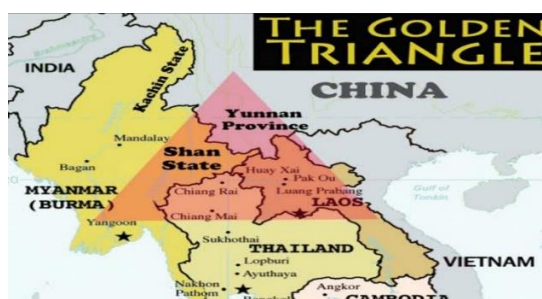 THE GOLDEN
TRIANGLE
INDIA
Kachin State
CHINA
Yunnan
Province
Mandalay
Shan
State
Bagan
Huay Xai
Pak Ou
MYANMAR
(BURMA)
Chiang Rai
Luang Prabang
LAOS
Gulf of
Tonkin
Yangoon
Chiang Mai
Sukhothai
THAILAND
VIETNAM
Lopburi
Ayuthaya
Nakhon
Pathom
Angkor